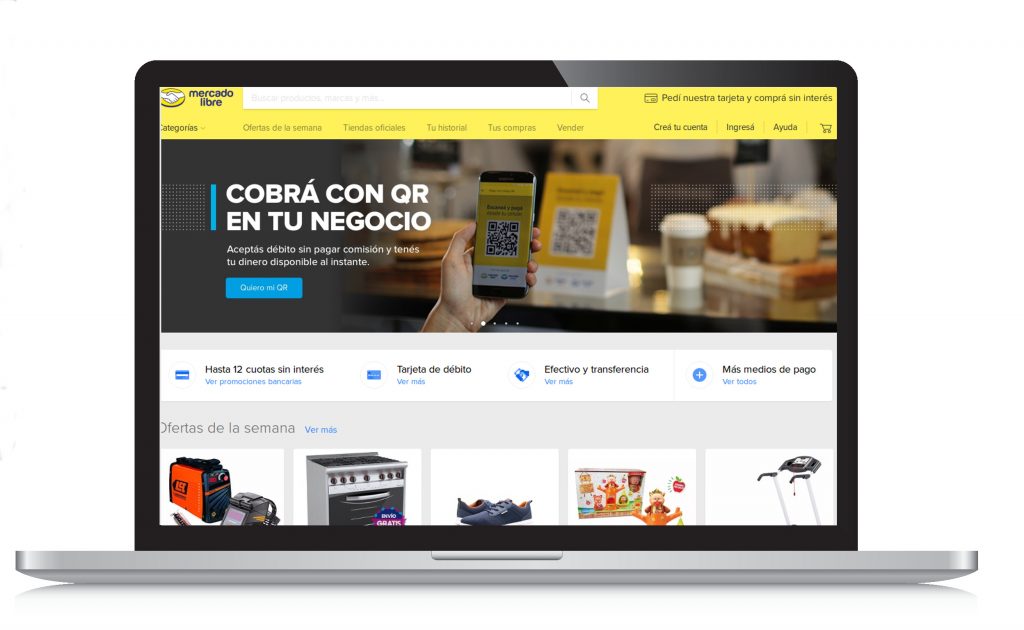 mercado
libre
Buscar productos, marcas y más...
Pedí nuestra tarjeta y comprá sin interés
Categorías
Ofertas de la semana
Tiendas oficiales
Tu historial
Tus compras
Vender
Creá tu cuenta
Ingresá
Ayuda
COBRÁ CON QR
EN TU NEGOCIO
Aceptás débito sin pagar comisión y tenés
tu dinero disponible al instante.
Quiero mi QR
Escaneá y pagá
Hasta 12 cuotas sin interés
Ver promociones bancarias
Tarjeta de débito
Ver más
Efectivo y transferencia
Ver más
Más medios de pago
Ver todos
Ofertas de la semana
Ver más
ENVÍO
GRATIS